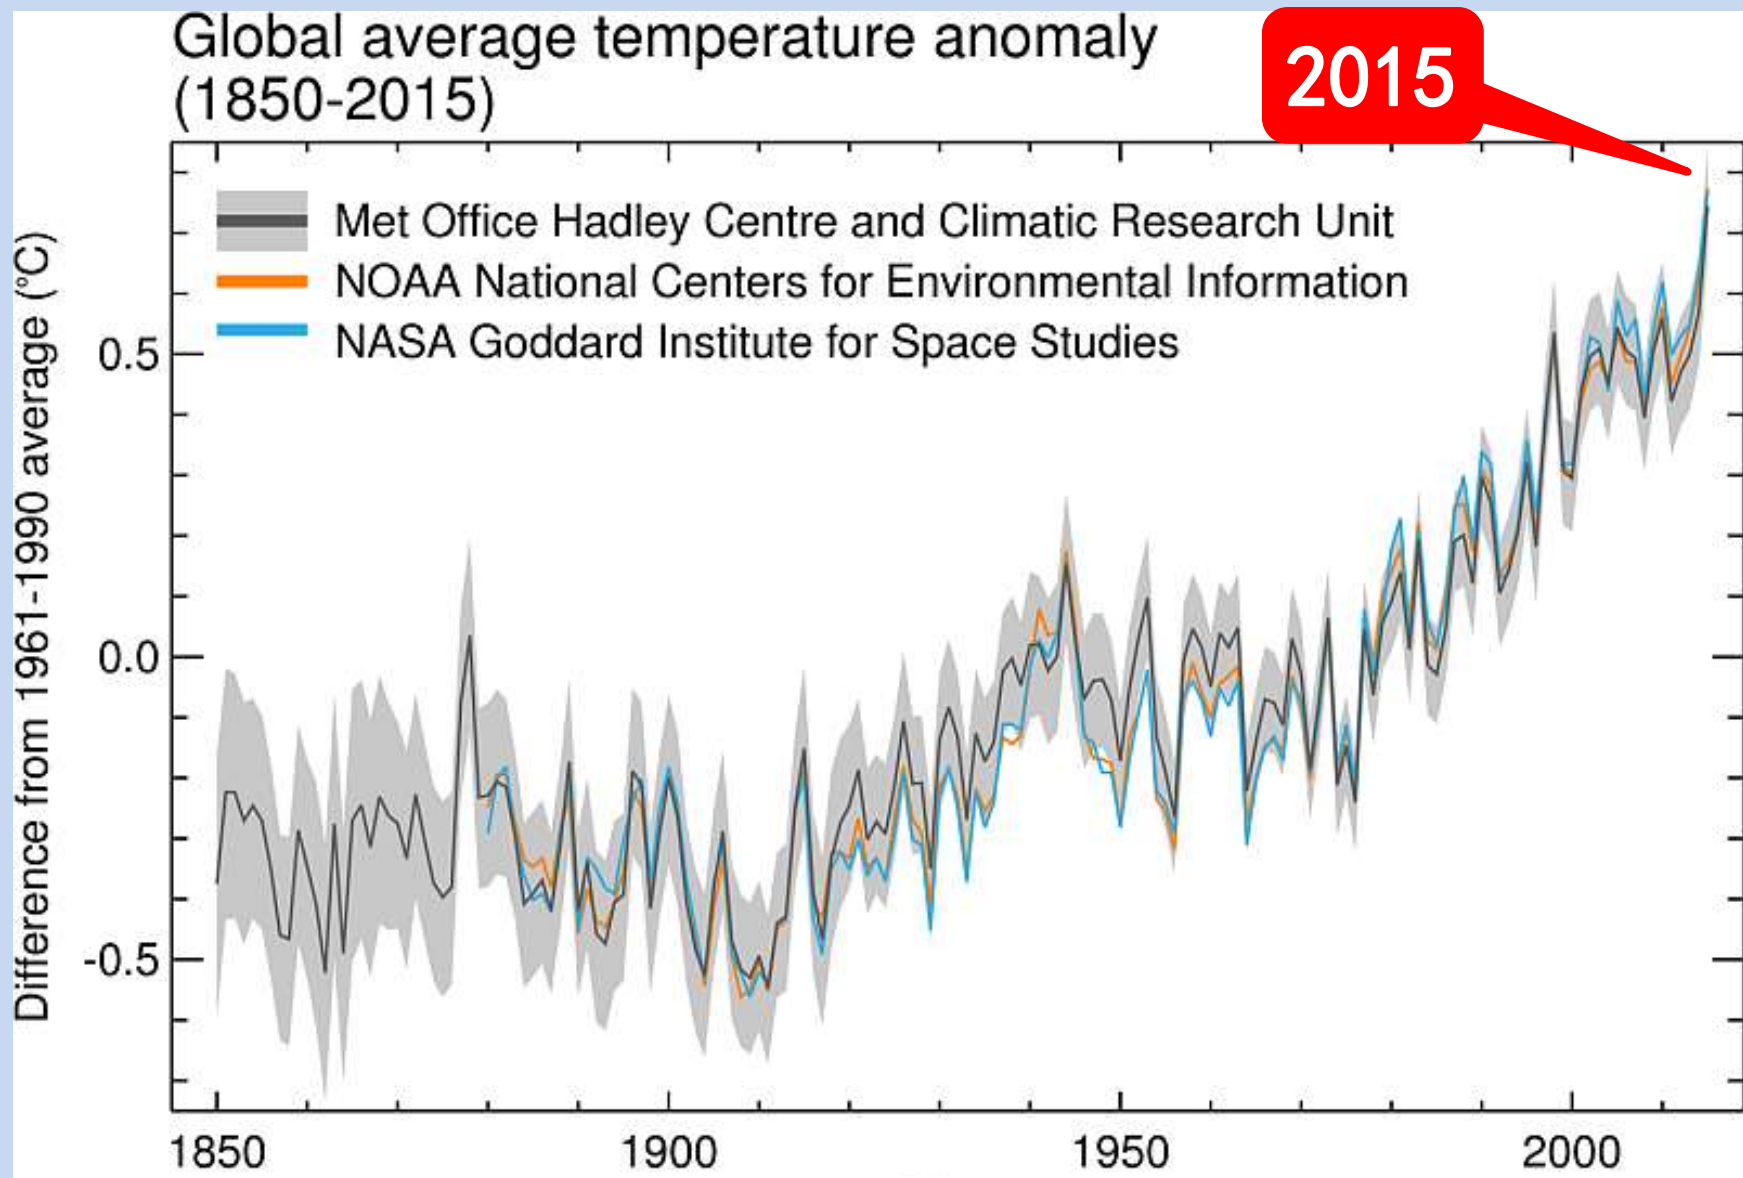 Global average temperature anomaly
(1850-2015)
2015
Met Office Hadley Centre and Climatic Research Unit
NOAA National Centers for Environmental Information
NASA Goddard Institute for Space Studies
Difference from 1961-1990 average (°C)
0.5
0.0
-0.5
1850
1900
1950
2000